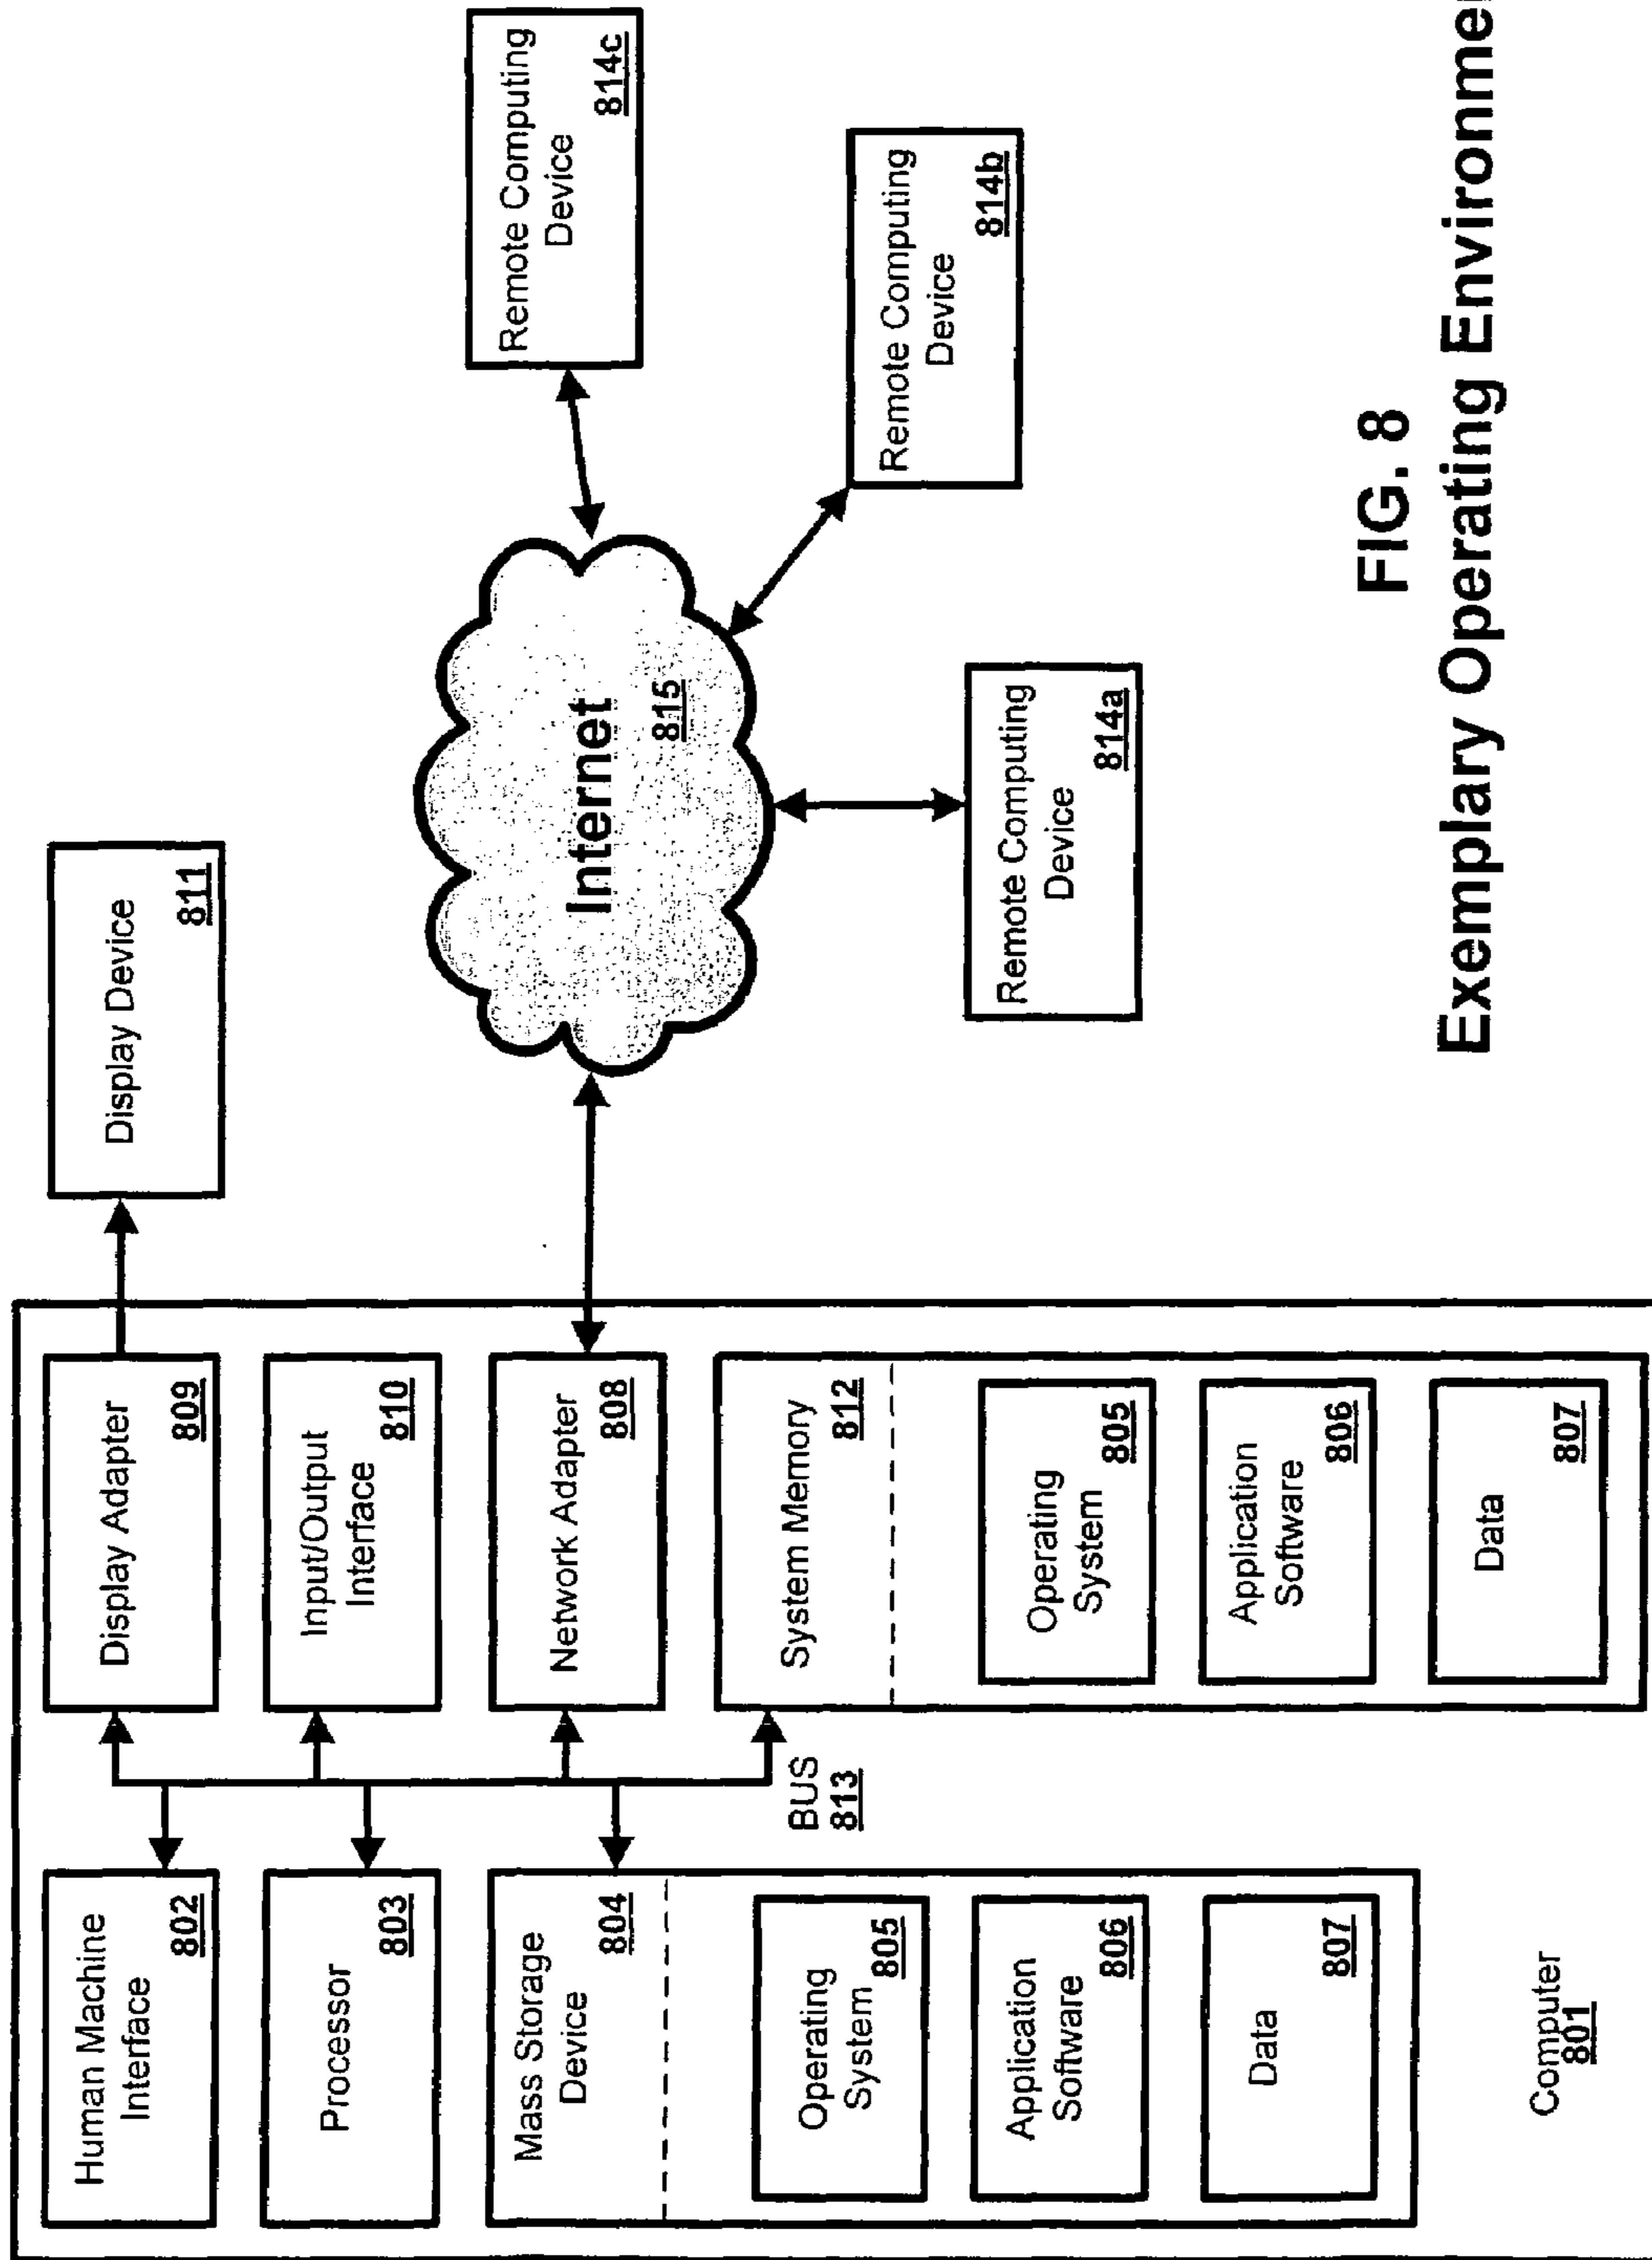 Human Machine
Interface
802
Processor
803
Mass Storage
Device
804
Operating
System
805
Application
Software
806
Data
807
Computer
801
BUS
813
Display Adapter
809
Input/Output
Interface
810
Network Adapter
808
System Memory
812
Operating
System
805
Application
Software
806
Data
807
Display Device
811
Internet
815
Remote Computing
Device
814a
Remote Computing
Device
814b
Remote Computing
Device
814c
FIG. 8
Exemplary Operating Environme